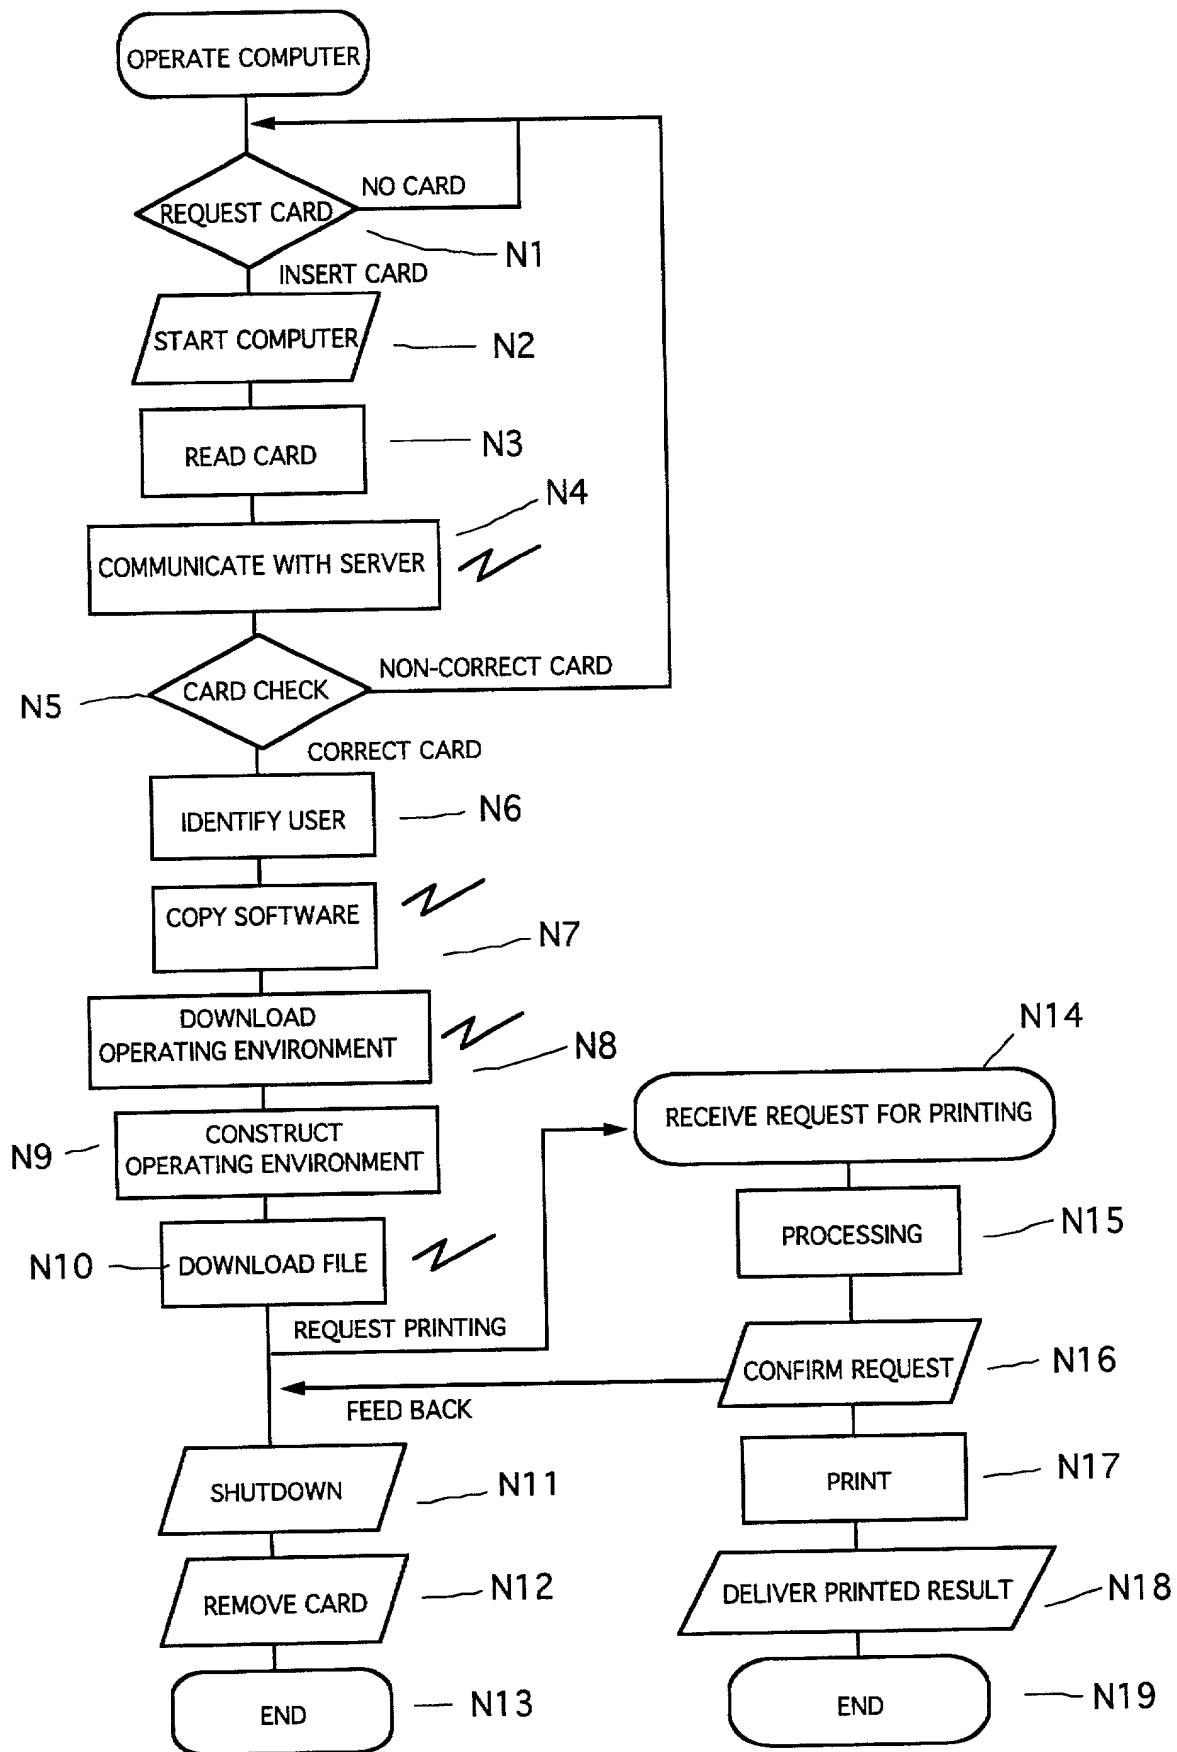 OPERATE COMPUTER
NO CARD
REQUEST CARD
N1
INSERT CARD
START COMPUTER
N2
READ CARD
N3
N4
COMMUNICATE WITH SERVER
NON-CORRECT CARD
CARD CHECK
N5
CORRECT CARD
IDENTIFY USER
N6
COPY SOFTWARE
N7
DOWNLOAD
OPERATING ENVIRONMENT
N8
CONSTRUCT
OPERATING ENVIRONMENT
N9
DOWNLOAD FILE
N10
REQUEST PRINTING
FEED BACK
SHUTDOWN
N11
REMOVE CARD
N12
END
N13
N14
RECEIVE REQUEST FOR PRINTING
PROCESSING
N15
CONFIRM REQUEST
N16
PRINT
N17
DELIVER PRINTED RESULT
N18
END
N19